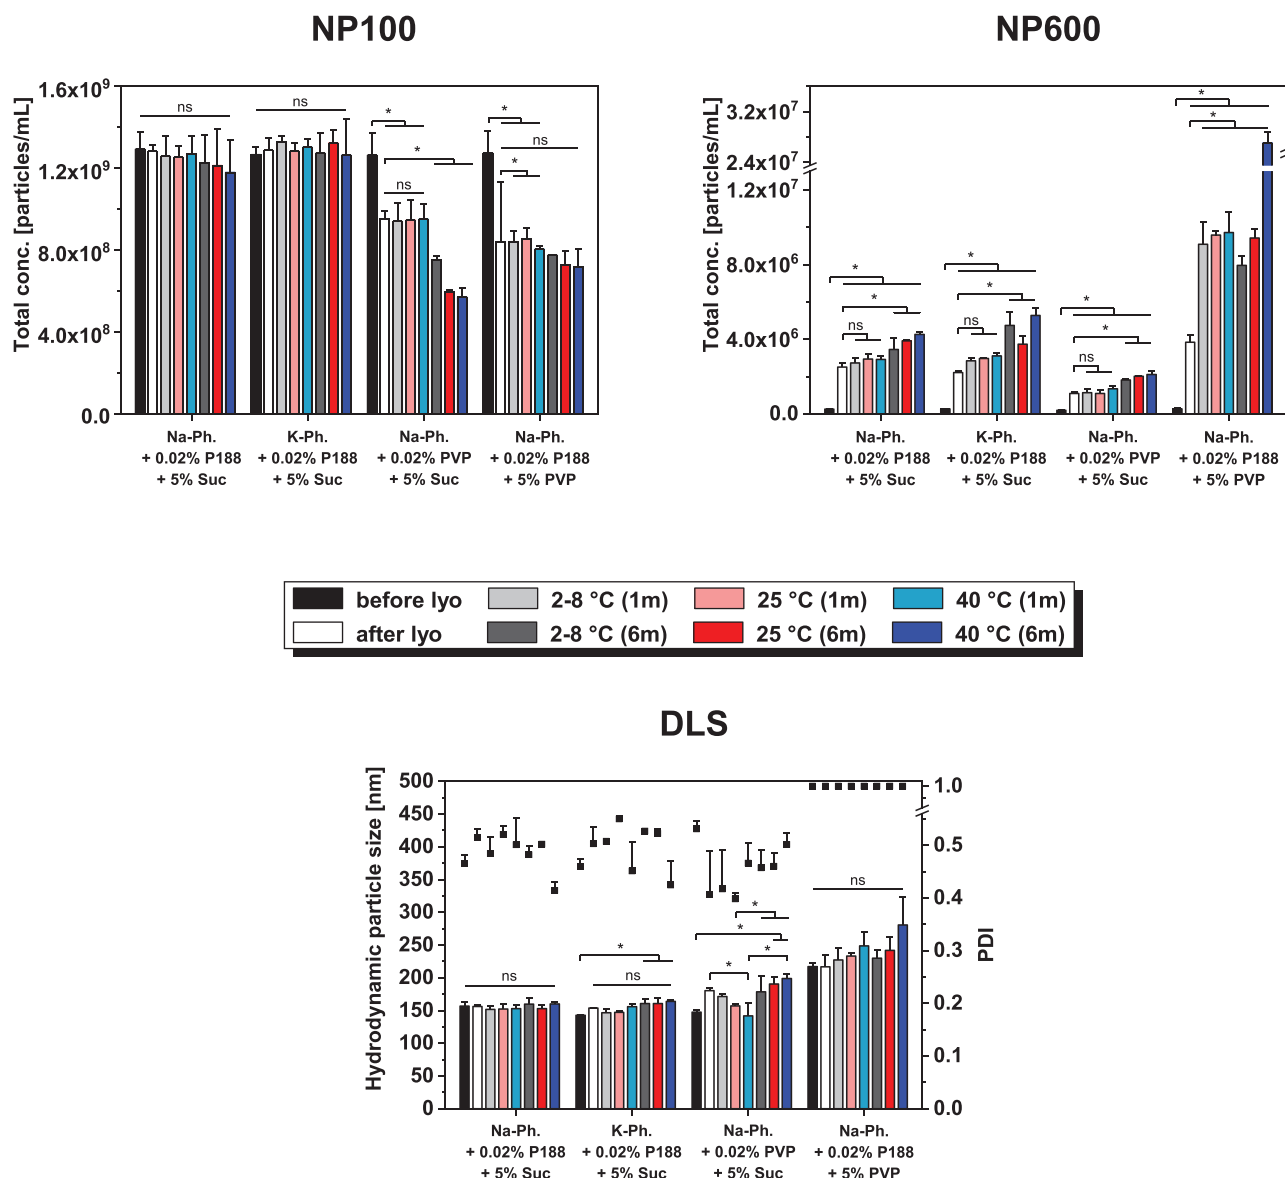 NP100
NP600
Total conc. [particles/mL]
1.6x10⁹
1.2x10⁹
8.0x10⁸
4.0x10⁸
0.0
ns
ns
*
*
ns
*
ns
*
Na-Ph.
+ 0.02% P188
+ 5% Suc
K-Ph.
+ 0.02% P188
+ 5% Suc
Na-Ph.
+ 0.02% PVP
+ 5% Suc
Na-Ph.
+ 0.02% P188
+ 5% PVP
Total conc. [particles/mL]
3.2x10⁷
2.4x10⁷
1.2x10⁷
8.0x10⁶
4.0x10⁶
0.0
*
*
ns
*
*
ns
*
*
ns
*
*
Na-Ph.
+ 0.02% P188
+ 5% Suc
K-Ph.
+ 0.02% P188
+ 5% Suc
Na-Ph.
+ 0.02% PVP
+ 5% Suc
Na-Ph.
+ 0.02% P188
+ 5% PVP
before lyo
2-8 °C (1m)
25 °C (1m)
40 °C (1m)
after lyo
2-8 °C (6m)
25 °C (6m)
40 °C (6m)
DLS
Hydrodynamic particle size [nm]
500
450
400
350
300
250
200
150
100
50
0
ns
*
ns
*
*
*
*
ns
1.0
0.5
0.4
0.3
0.2
0.1
0.0
PDI
Na-Ph.
+ 0.02% P188
+ 5% Suc
K-Ph.
+ 0.02% P188
+ 5% Suc
Na-Ph.
+ 0.02% PVP
+ 5% Suc
Na-Ph.
+ 0.02% P188
+ 5% PVP